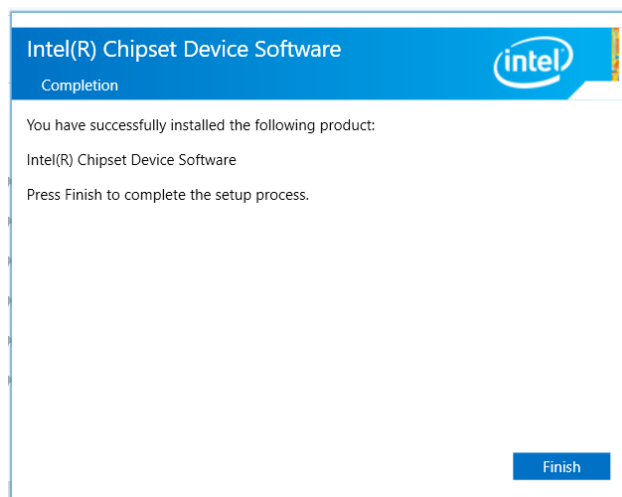 Intel(R) Chipset Device Software
intel
Completion
You have successfully installed the following product:
Intel(R) Chipset Device Software
Press Finish to complete the setup process.
Finish